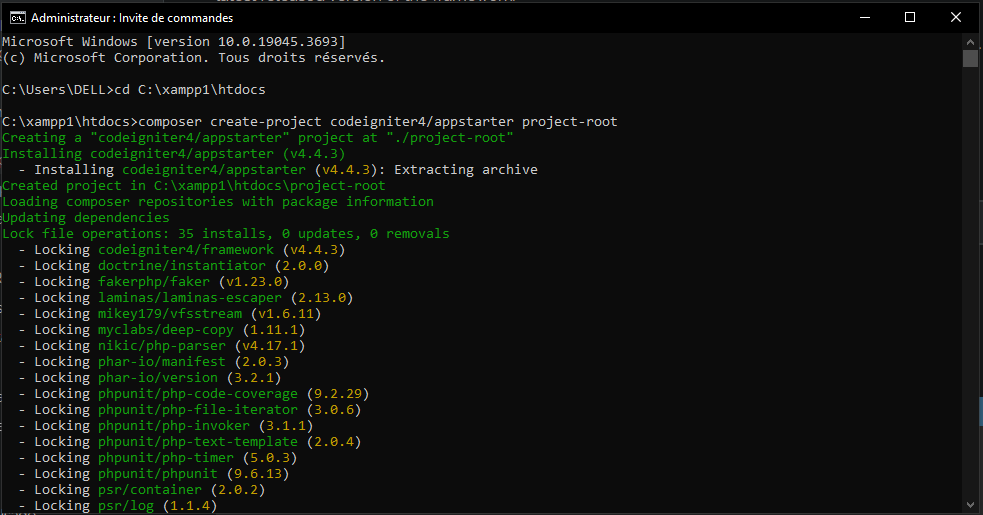 Administrateur : Invite de commandes
Microsoft Windows [version 10.0.19045.3693]
(c) Microsoft Corporation. Tous droits réservés.
C:\Users\DELL>cd C:\xampp1\htdocs
C:\xampp1\htdocs>composer create-project codeigniter4/appstarter project-root
Creating a "codeigniter4/appstarter" project at "./project-root"
Installing codeigniter4/appstarter (v4.4.3)
- Installing codeigniter4/appstarter (v4.4.3): Extracting archive
Created project in C:\xampp1\htdocs\project-root
Loading composer repositories with package information
Updating dependencies
Lock file operations: 35 installs, 0 updates, 0 removals
- Locking codeigniter4/framework (v4.4.3)
- Locking doctrine/instantiator (2.0.0)
- Locking fakerphp/faker (v1.23.0)
- Locking laminas/laminas-escaper (2.13.0)
- Locking mikey179/vfsstream (v1.6.11)
- Locking myclabs/deep-copy (1.11.1)
- Locking nikic/php-parser (v4.17.1)
- Locking phar-io/manifest (2.0.3)
- Locking phar-io/version (3.2.1)
- Locking phpunit/php-code-coverage (9.2.29)
- Locking phpunit/php-file-iterator (3.0.6)
- Locking phpunit/php-invoker (3.1.1)
- Locking phpunit/php-text-template (2.0.4)
- Locking phpunit/php-timer (5.0.3)
- Locking phpunit/phpunit (9.6.13)
- Locking psr/container (2.0.2)
- Locking psr/log (1.1.4)